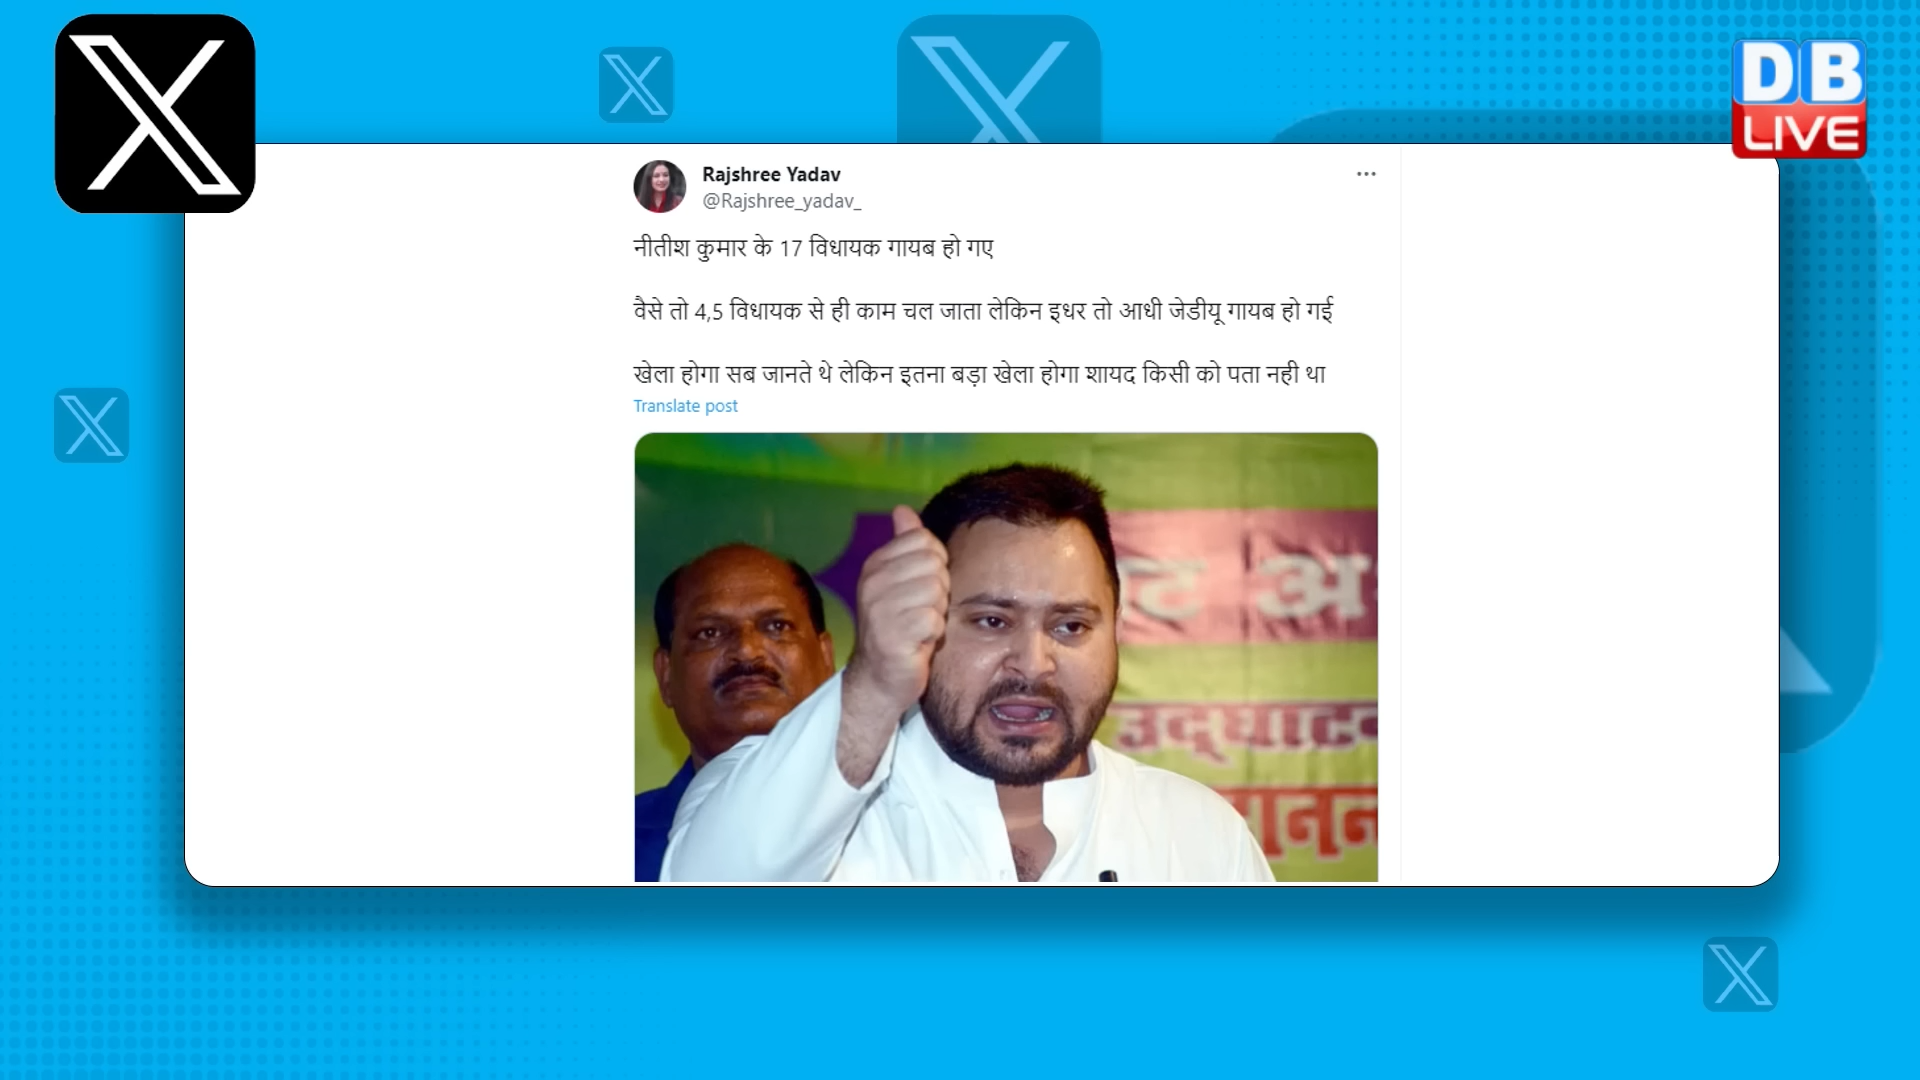 DB
LIVE
Rajshree Yadav
@Rajshree_yadav_
नीतीश कुमार के 17 विधायक गायब हो गए
वैसे तो 4,5 विधायक से ही काम चल जाता लेकिन इधर तो आधी जेडीयू गायब हो गई
खेला होगा सब जानते थे लेकिन इतना बड़ा खेला होगा शायद किसी को पता नही था
Translate post